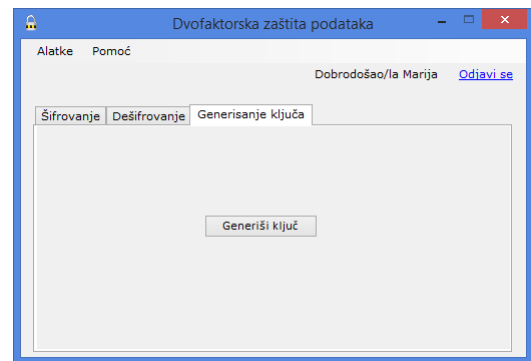 Dvofaktorska zaštita podataka
Alatke Pomoć
Dobrodošao/la Marija Odjavi se
Šifrovanje Dešifrovanje Generisanje ključa
Generiši ključ